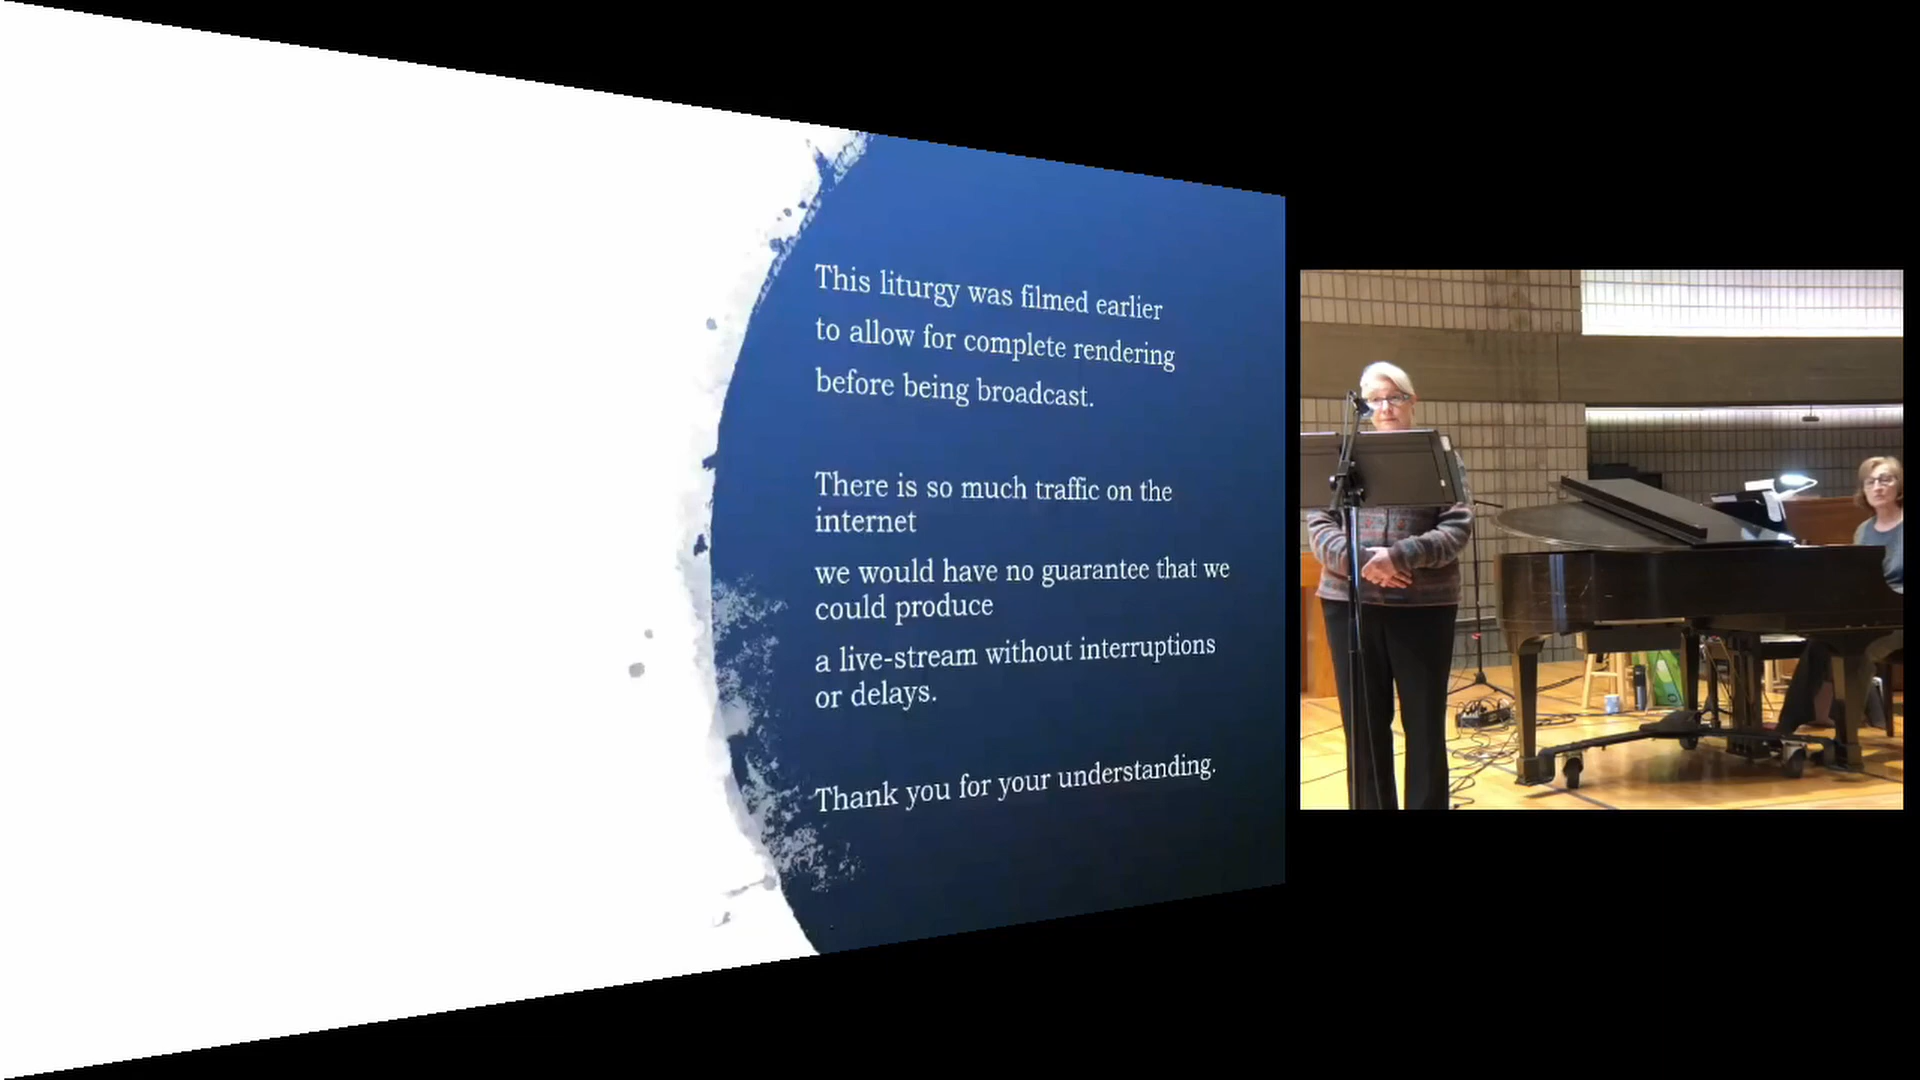 This liturgy was filmed earlier
to allow for complete rendering
before being broadcast.
There is so much traffic on the
internet
we would have no guarantee that we
could produce
a live-stream without interruptions
or delays.
Thank you for your understanding.